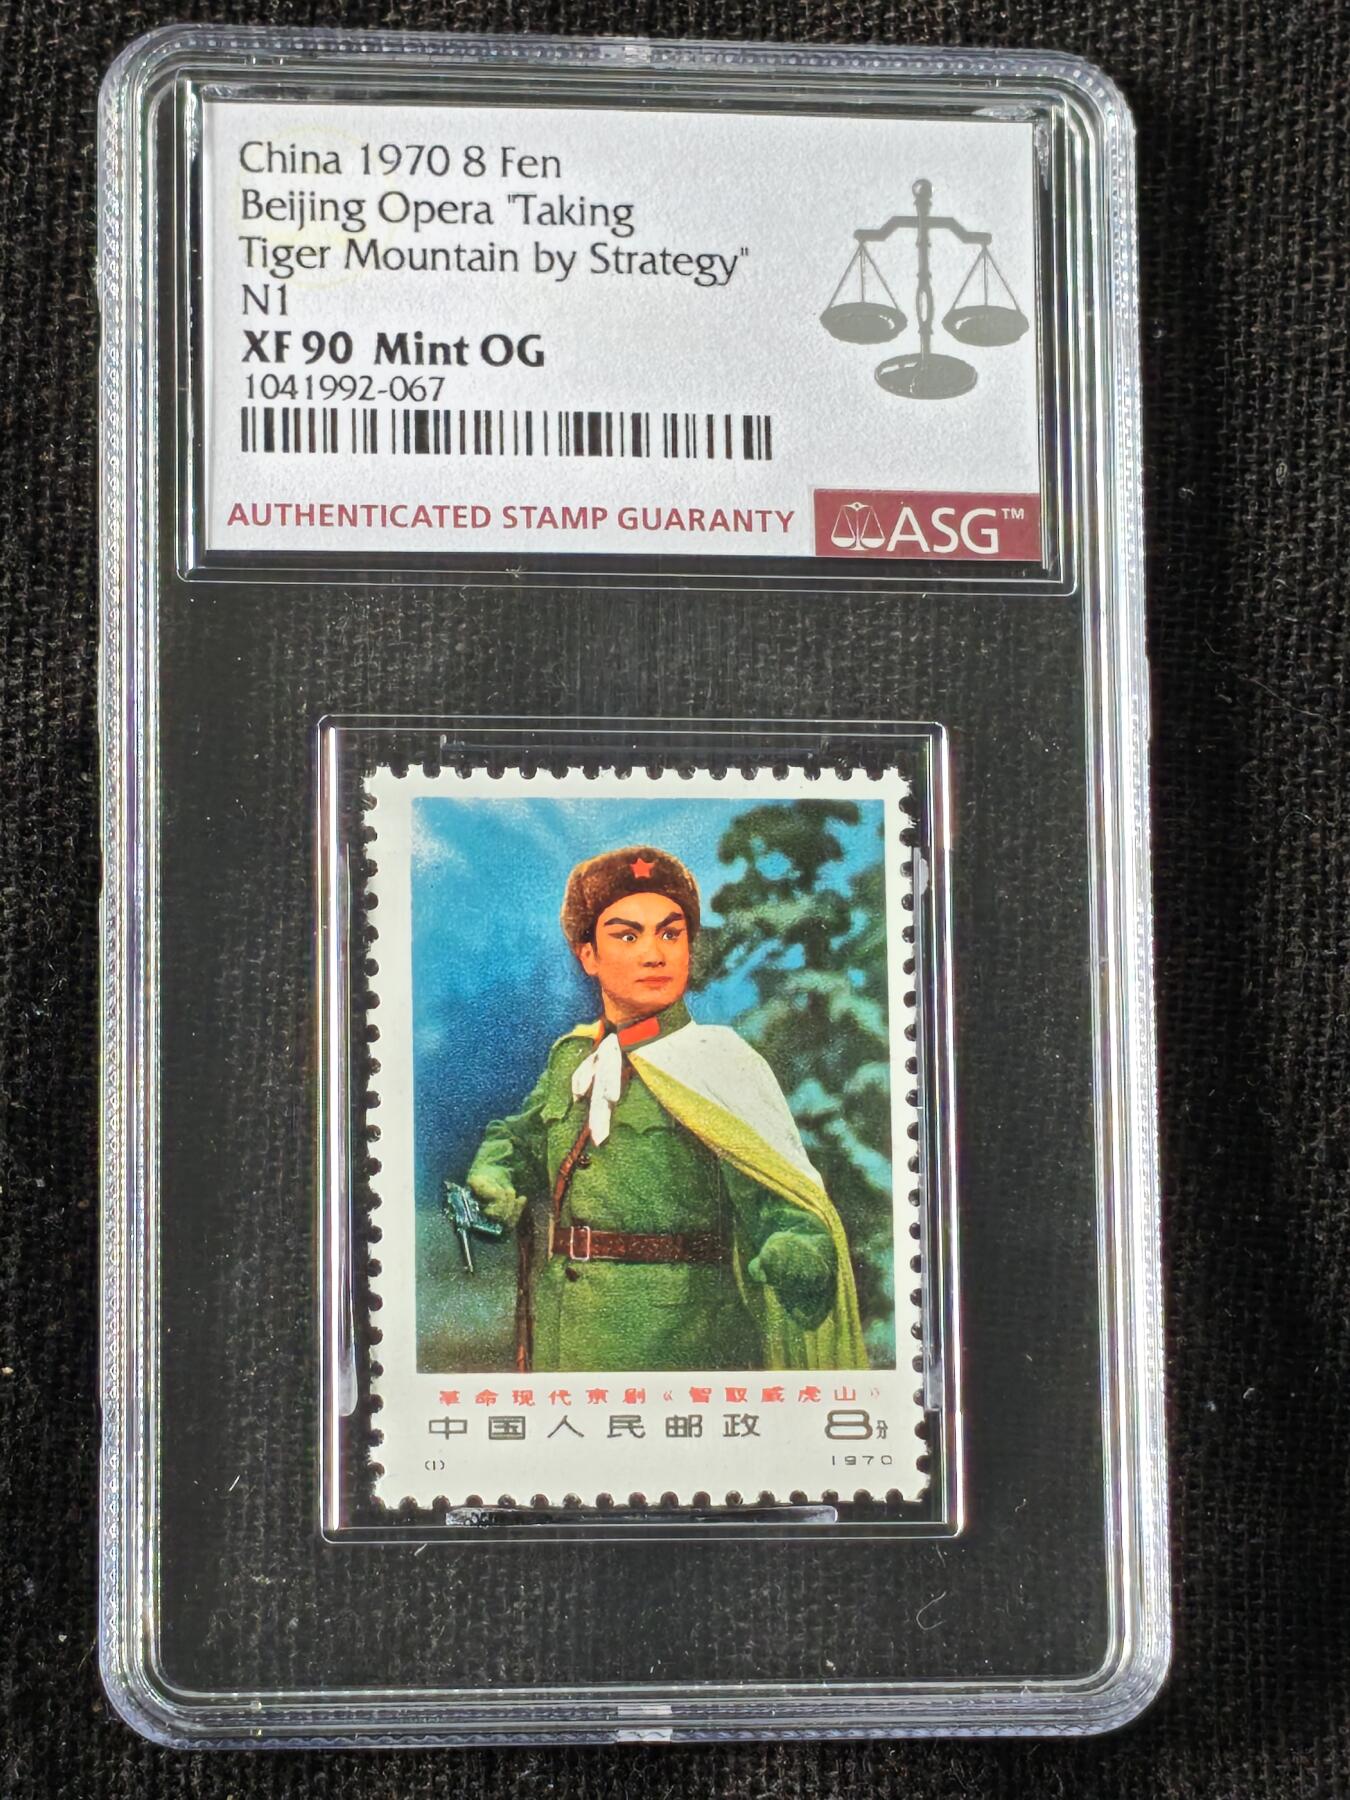 China 1970 8 Fen
Beijing Opera "Taking
Tiger Mountain by Strategy"
N1
XF 90 Mint OG
1041992-067
AUTHENTICATED STAMP GUARANTY
ASG™
革命现代京剧《智取威虎山》
中国人民邮政 8分
(1) 1970